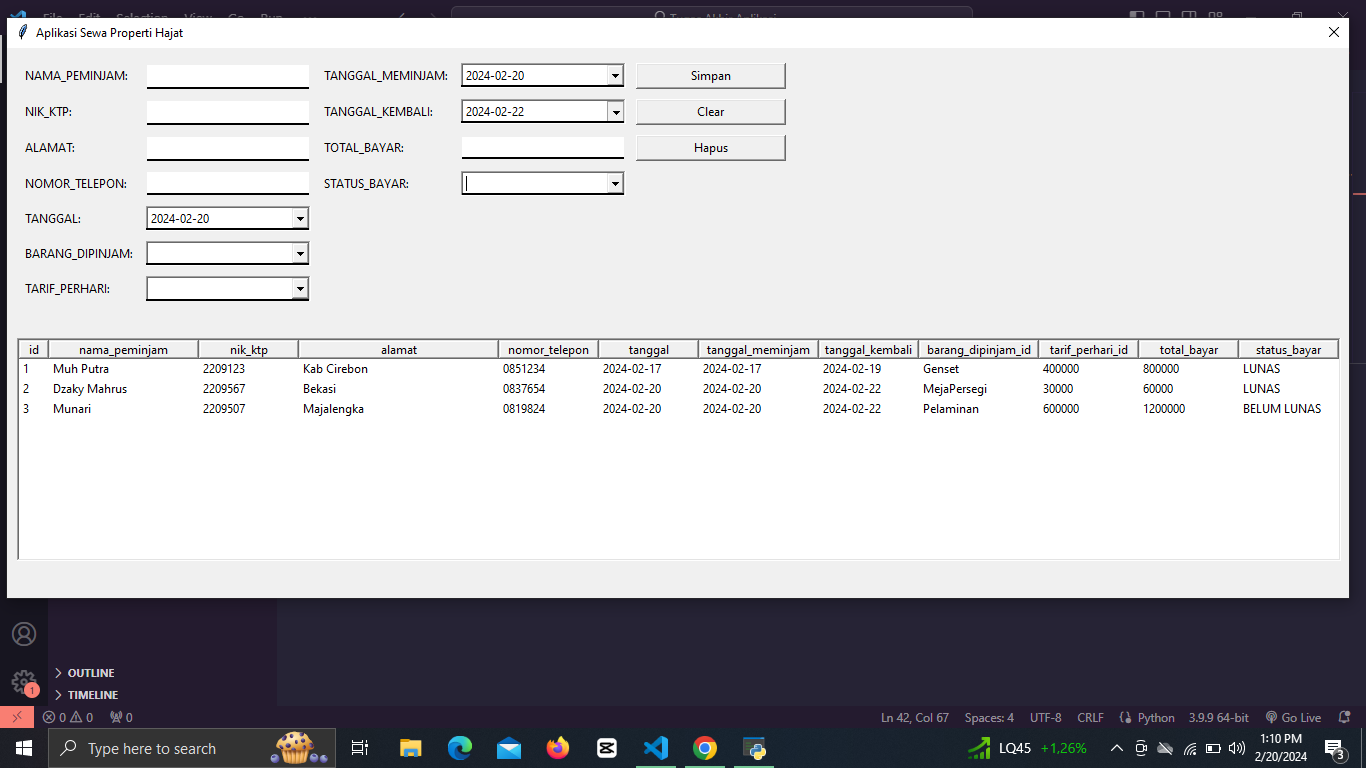 Aplikasi Sewa Properti Hajat
NAMA_PEMINJAM: TANGGAL_MEMINJAM: 2024-02-20 Simpan
NIK_KTP: TANGGAL_KEMBALI: 2024-02-22 Clear
ALAMAT: TOTAL_BAYAR: Hapus
NOMOR_TELEPON: STATUS_BAYAR:
TANGGAL: 2024-02-20
BARANG_DIPINJAM:
TARIF_PERHARI:
id nama_peminjam nik_ktp alamat nomor_telepon tanggal tanggal_meminjam tanggal_kembali barang_dipinjam_id tarif_perhari_id total_bayar status_bayar
1 Muh Putra 2209123 Kab Cirebon 0851234 2024-02-17 2024-02-17 2024-02-19 Genset 400000 800000 LUNAS
2 Dzaky Mahrus 2209567 Bekasi 0837654 2024-02-20 2024-02-20 2024-02-22 MejaPersegi 30000 60000 LUNAS
3 Munari 2209507 Majalengka 0819824 2024-02-20 2024-02-20 2024-02-22 Pelaminan 600000 1200000 BELUM LUNAS
OUTLINE
1
TIMELINE
0 0 0 Ln 42, Col 67 Spaces: 4 UTF-8 CRLF Python 3.9.9 64-bit Go Live
Type here to search LQ45 +1,26% 1:10 PM
2/20/2024 3